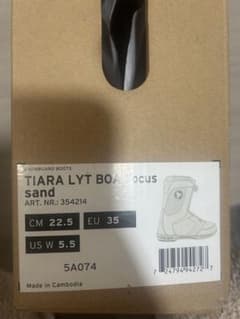 SNOWBOARD BOOTS
TIARA LYT BOA Focus
sand
ART. NR.: 354214
CM 22.5 EU 35
US W 5.5
5A074
Made in Cambodia